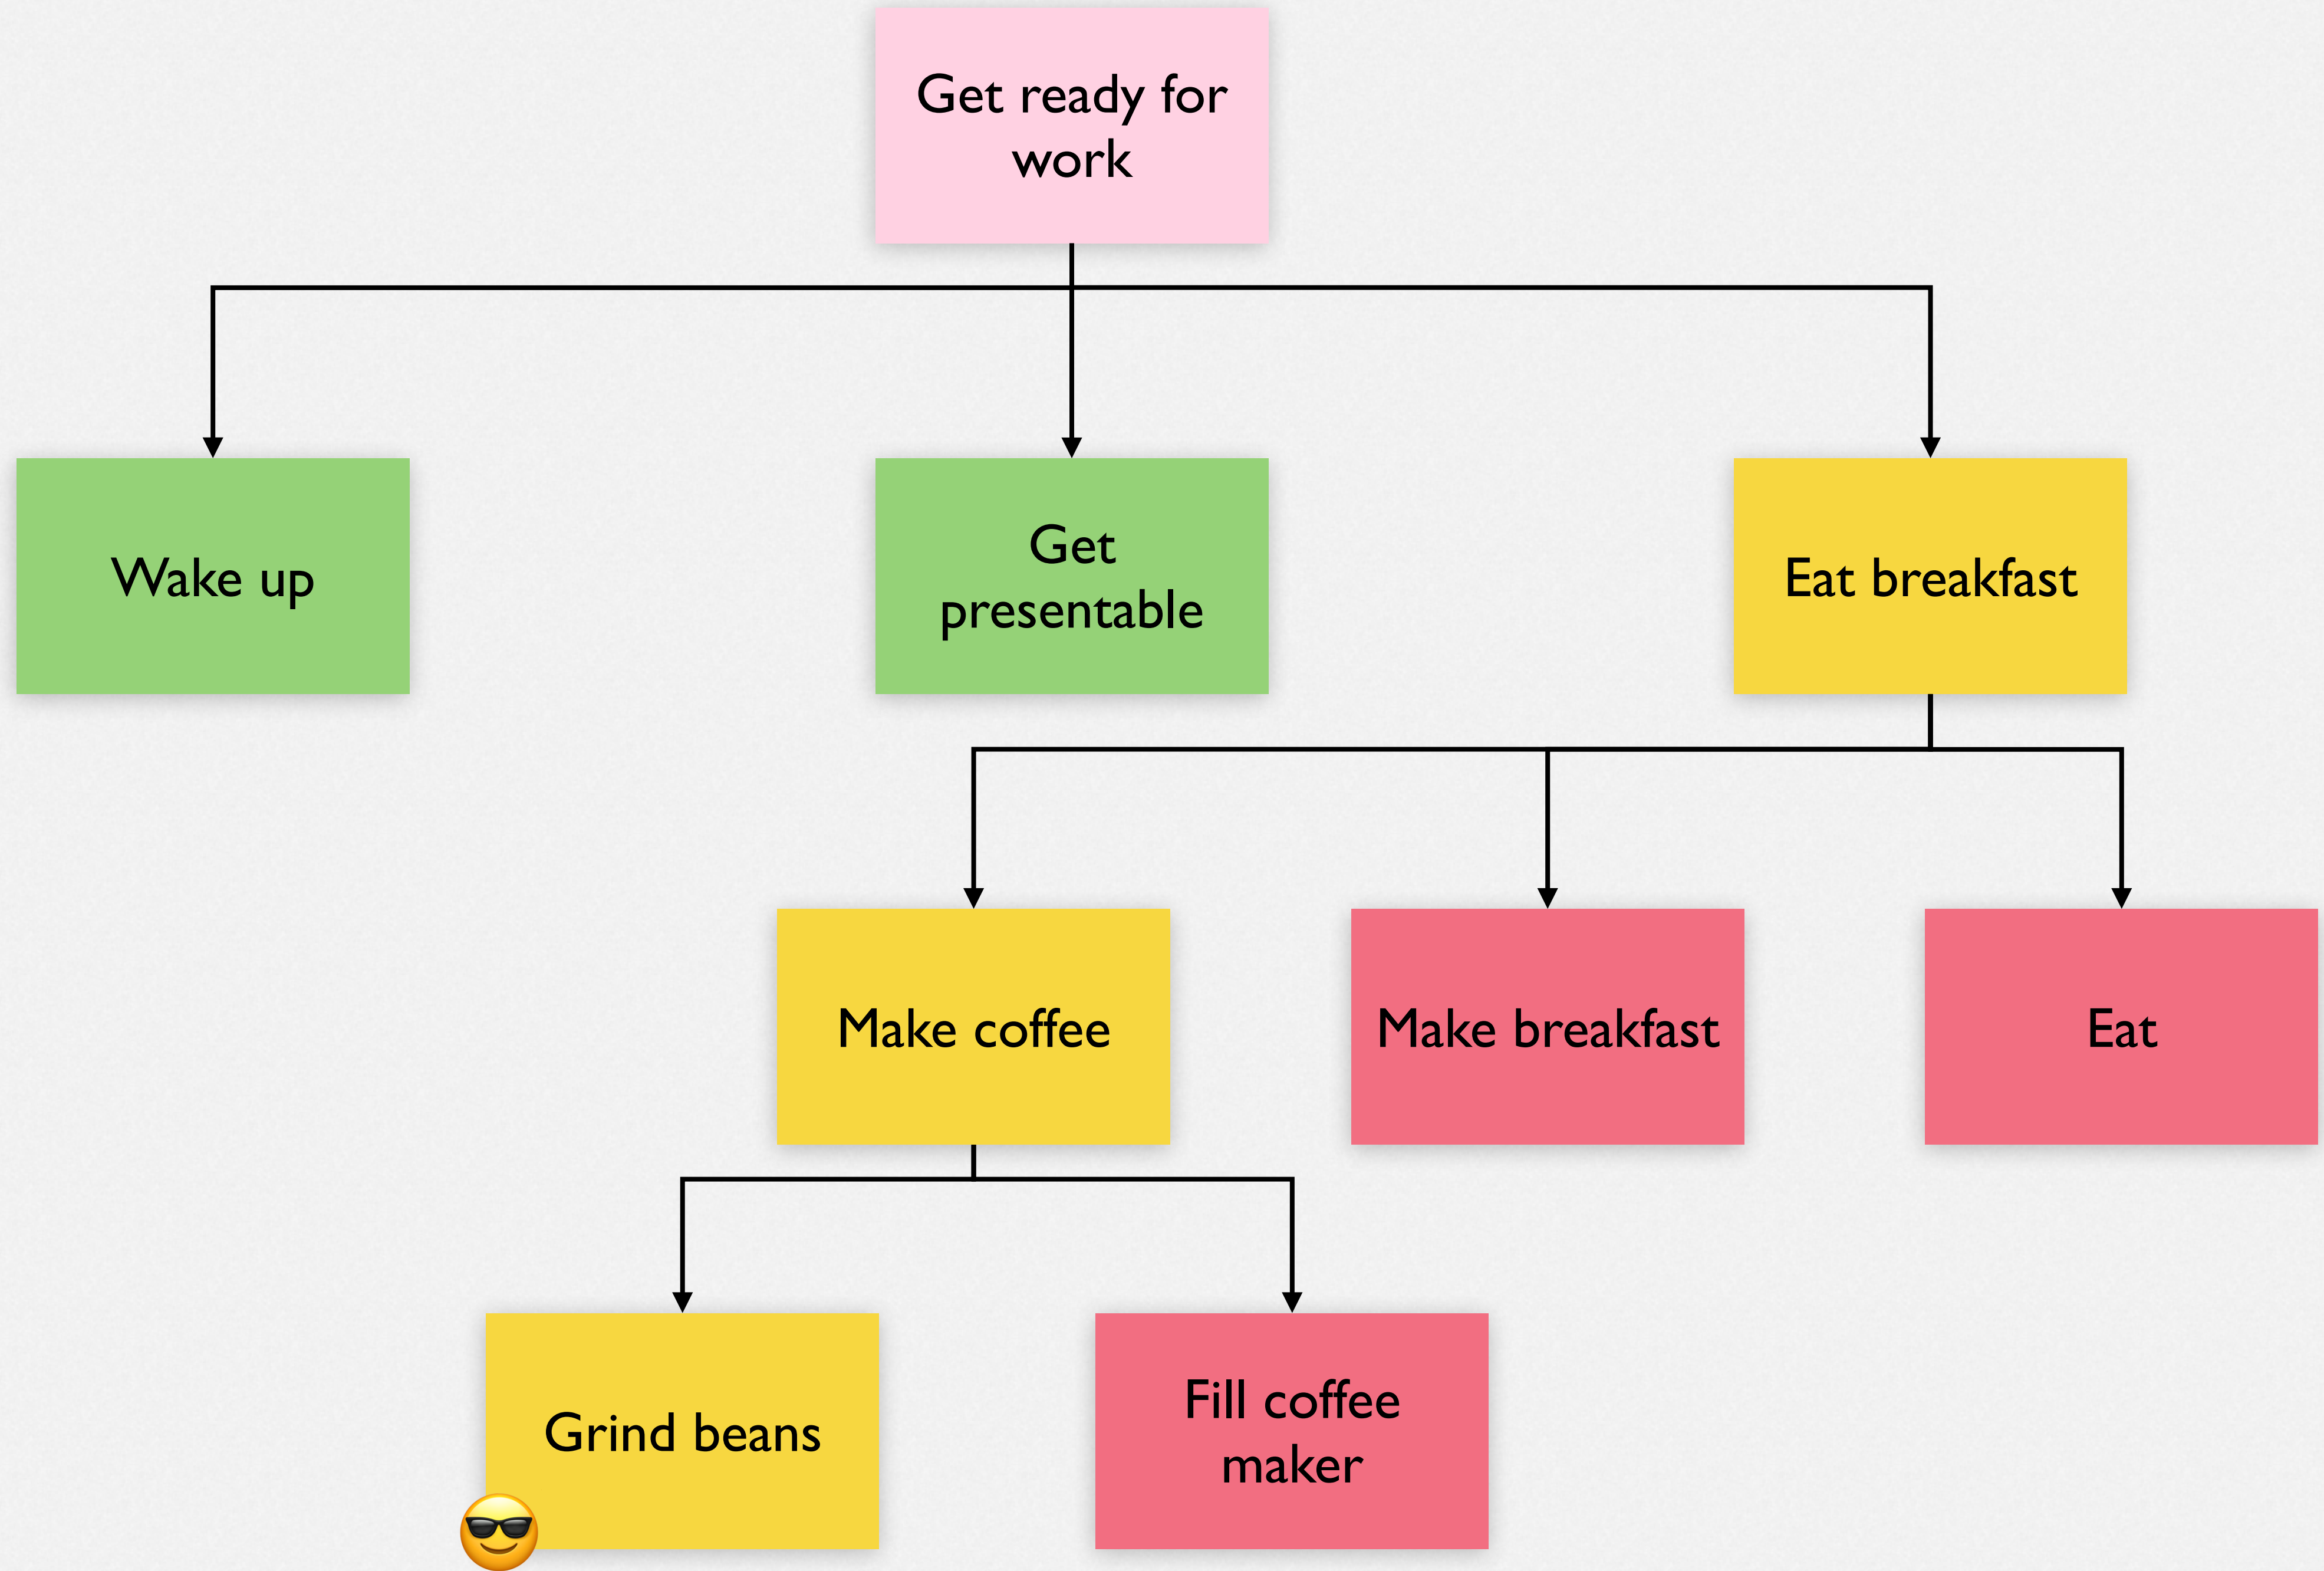 Get ready for
work
Wake up
Get
presentable
Eat breakfast
Make coffee
Make breakfast
Eat
Grind beans
Fill coffee
maker